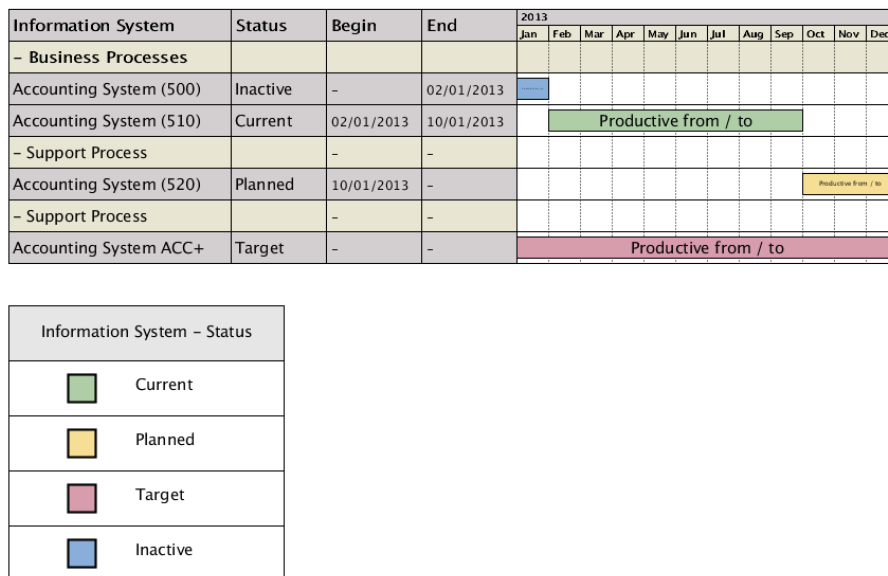 Information System Status Begin End 2013
Jan Feb Mar Apr May Jun Jul Aug Sep Oct Nov Dec
– Business Processes
Accounting System (500) Inactive – 02/01/2013
Accounting System (510) Current 02/01/2013 10/01/2013 Productive from / to
– Support Process – –
Accounting System (520) Planned 10/01/2013 – Productive from / to
– Support Process – –
Accounting System ACC+ Target – – Productive from / to
Information System – Status
Current
Planned
Target
Inactive